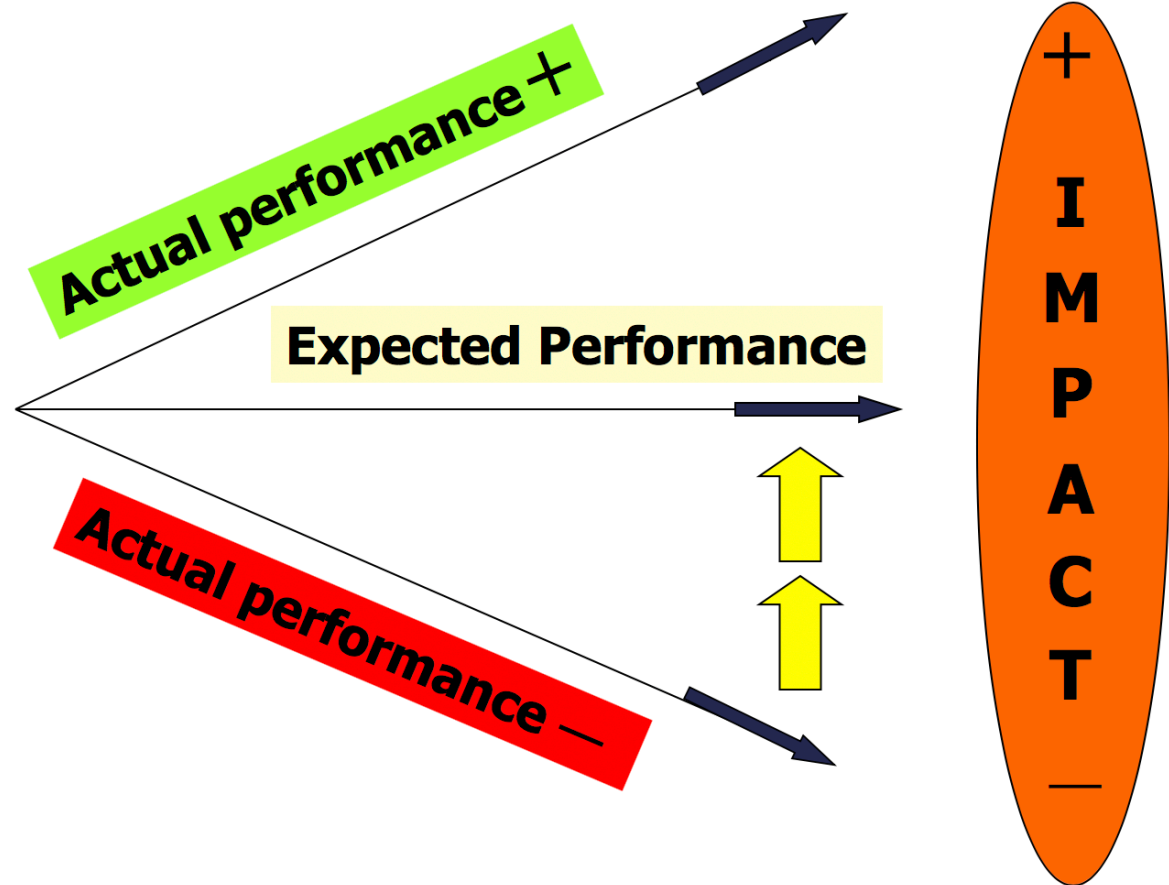 Actual performance +
Expected Performance
Actual performance —
+
I
M
P
A
C
T
—